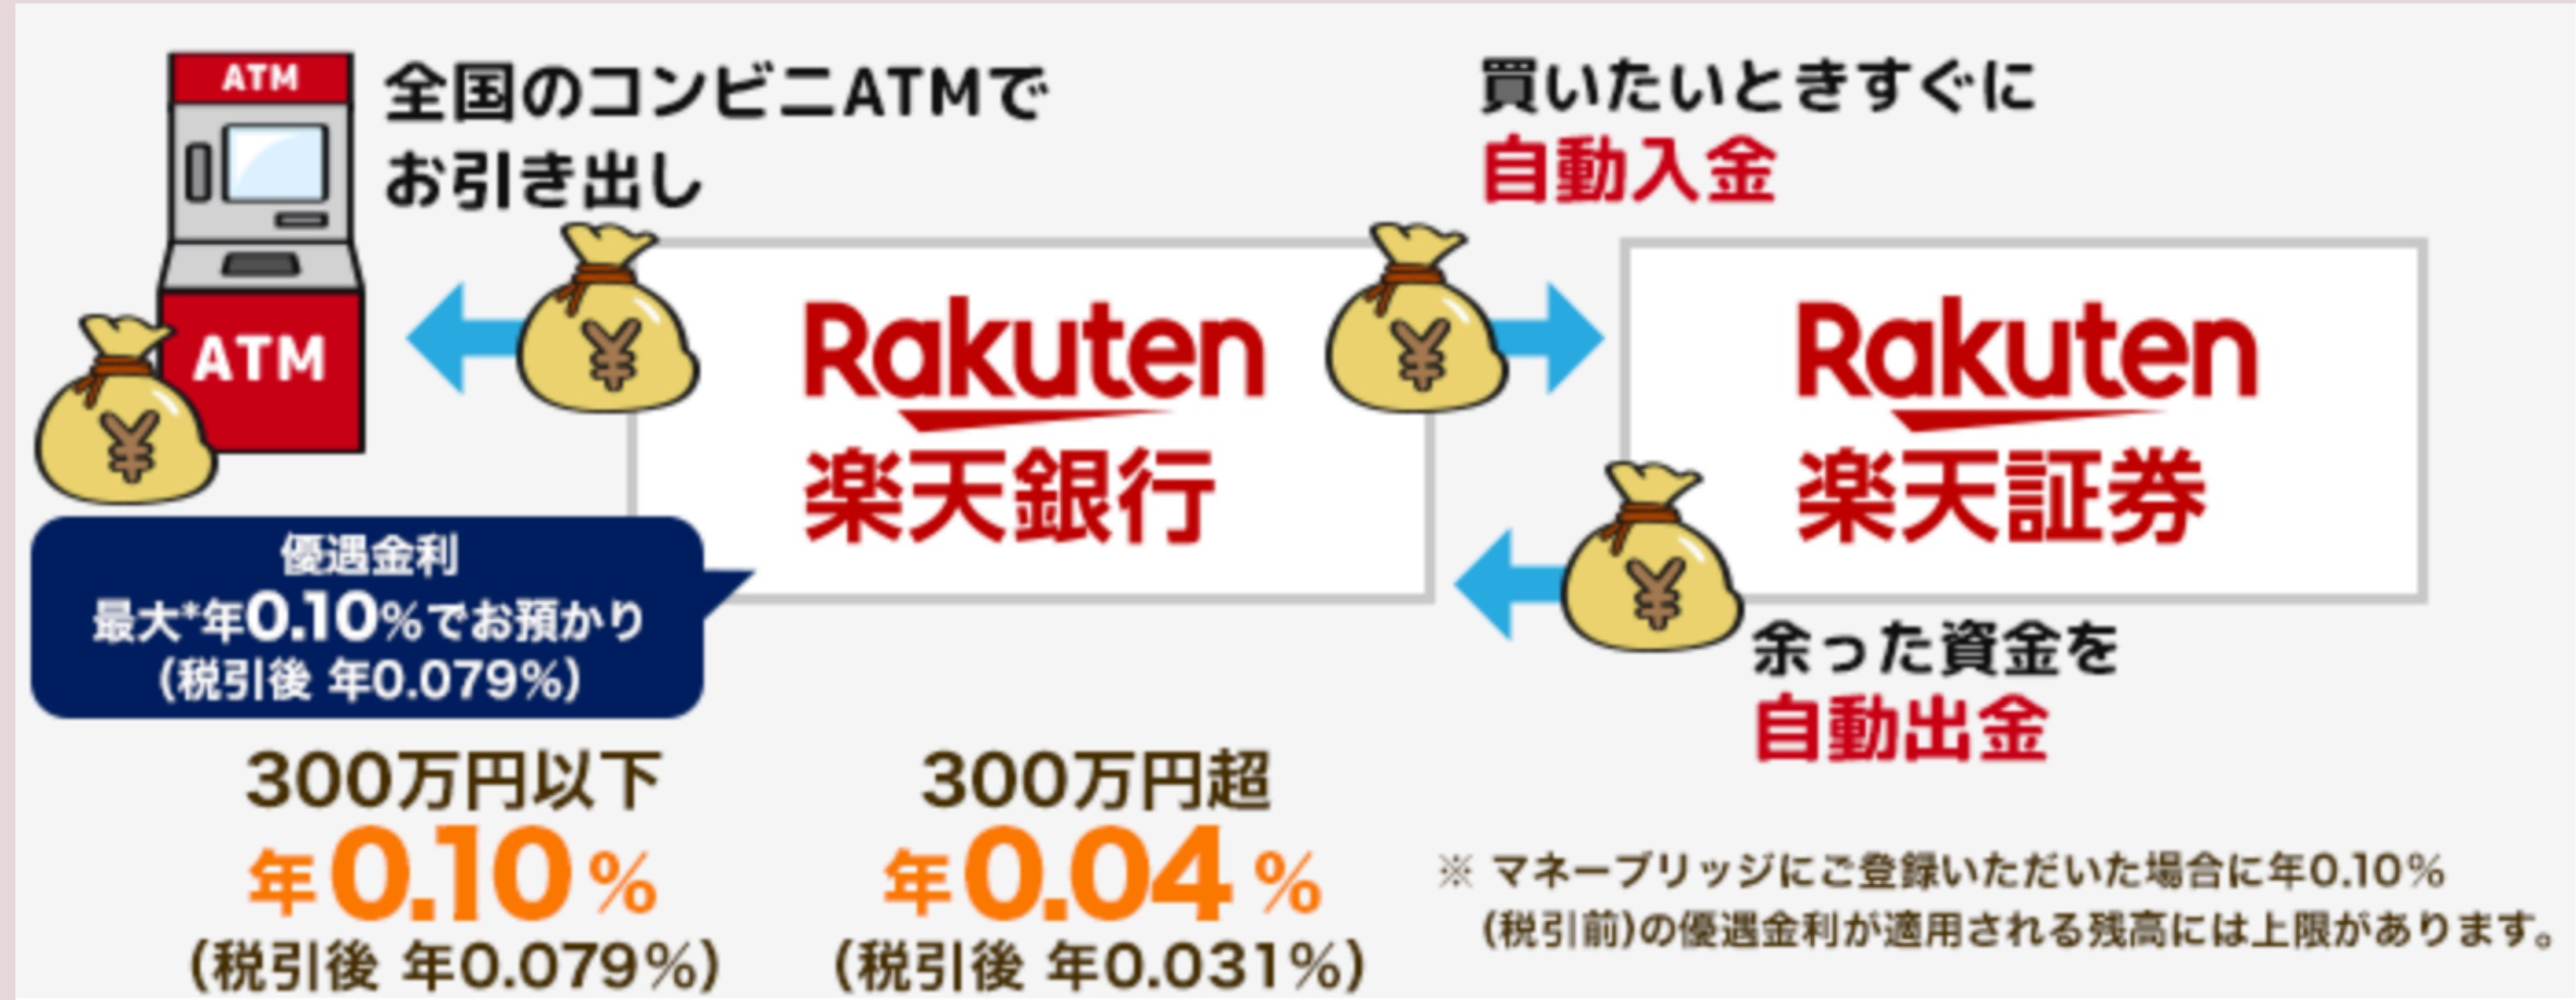 ATM
全国のコンビニATMで
お引き出し
買いたいときすぐに
自動入金
ATM
¥
¥
¥
¥
Rakuten
楽天銀行
Rakuten
楽天証券
優遇金利
最大*年0.10%でお預かり
(税引後 年0.079%)
余った資金を
自動出金
300万円以下
年0.10%
(税引後 年0.079%)
300万円超
年0.04%
(税引後 年0.031%)
※ マネーブリッジにご登録いただいた場合に年0.10%
(税引前)の優遇金利が適用される残高には上限があります。